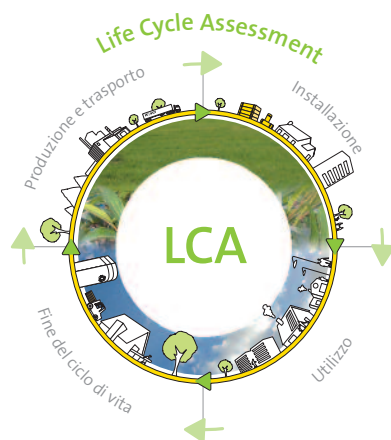 Life Cycle Assessment
Produzione e trasporto
Installazione
LCA
Fine del ciclo di vita
Utilizzo